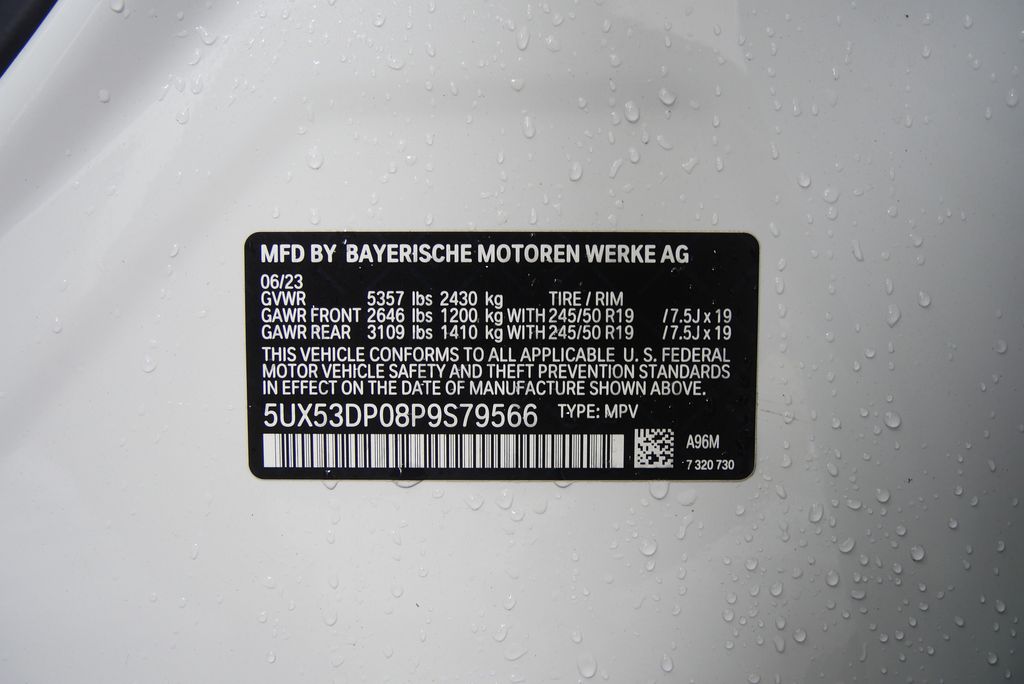 MFD BY BAYERISCHE MOTOREN WERKE AG
06/23
GVWR 5357 lbs 2430 kg TIRE / RIM
GAWR FRONT 2646 lbs 1200 kg WITH 245/50 R19 /7.5J x 19
GAWR REAR 3109 lbs 1410 kg WITH 245/50 R19 /7.5J x 19
THIS VEHICLE CONFORMS TO ALL APPLICABLE U. S. FEDERAL
MOTOR VEHICLE SAFETY AND THEFT PREVENTION STANDARDS
IN EFFECT ON THE DATE OF MANUFACTURE SHOWN ABOVE.
5UX53DP08P9S79566 TYPE: MPV
A96M
7 320 730